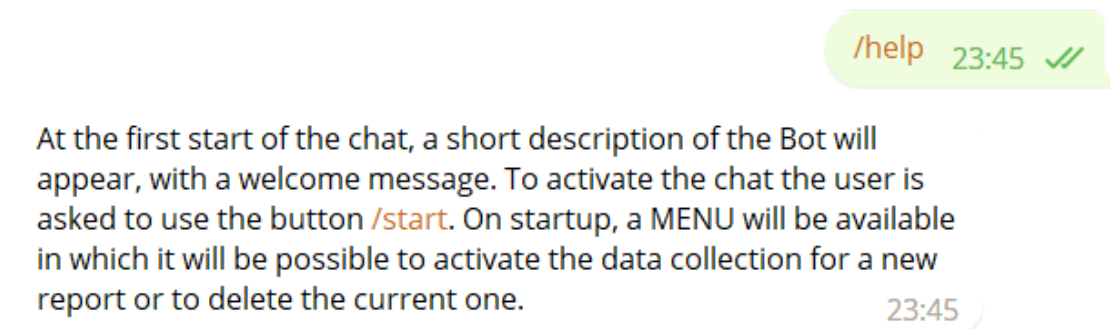 /help 23:45
At the first start of the chat, a short description of the Bot will
appear, with a welcome message. To activate the chat the user is
asked to use the button /start. On startup, a MENU will be available
in which it will be possible to activate the data collection for a new
report or to delete the current one.
23:45